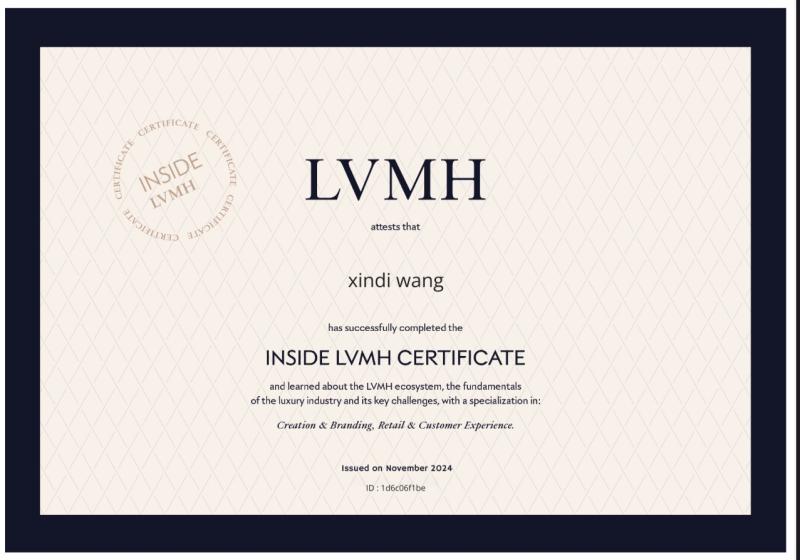 CERTIFICATE CERTIFICATE CERTIFICATE CERTIFICATE CERTIFICATE
INSIDE
LVMH
LVMH
attests that
xindi wang
has successfully completed the
INSIDE LVMH CERTIFICATE
and learned about the LVMH ecosystem, the fundamentals
of the luxury industry and its key challenges, with a specialization in:
Creation & Branding, Retail & Customer Experience.
Issued on November 2024
ID : 1d6c06f1be